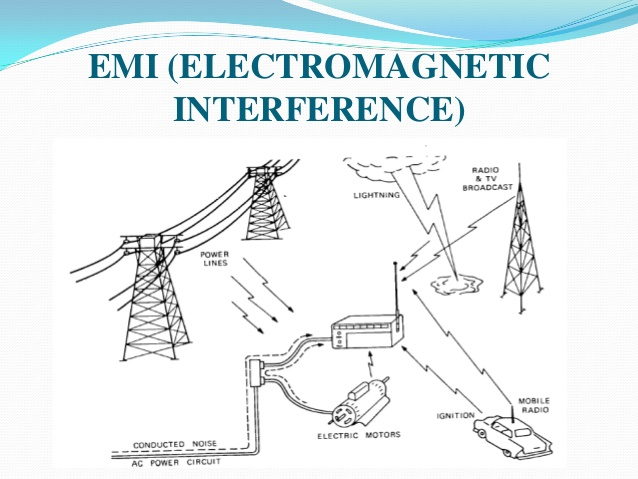 EMI (ELECTROMAGNETIC
INTERFERENCE)
LIGHTNING
RADIO
& TV
BROADCAST
POWER
LINES
IGNITION
MOBILE
RADIO
ELECTRIC MOTORS
CONDUCTED NOISE
AC POWER CIRCUIT